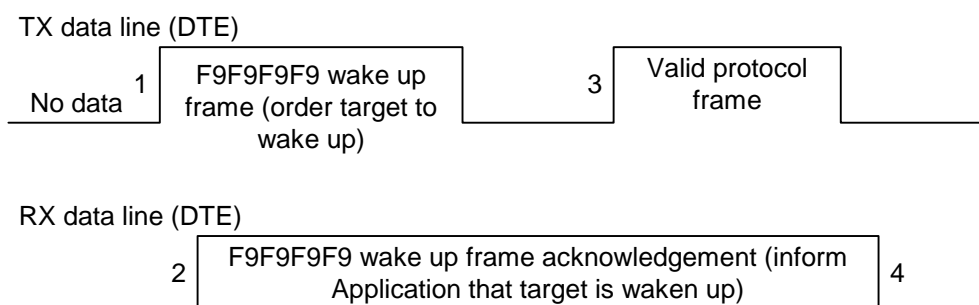 TX data line (DTE)
No data
1
F9F9F9F9 wake up
frame (order target to
wake up)
3
Valid protocol
frame
RX data line (DTE)
2
F9F9F9F9 wake up frame acknowledgement (inform
Application that target is waken up)
4